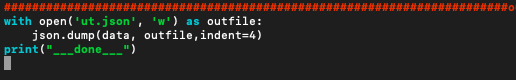 ########################################################################o
with open('ut.json', 'w') as outfile:
    json.dump(data, outfile,indent=4)
print("___done___")